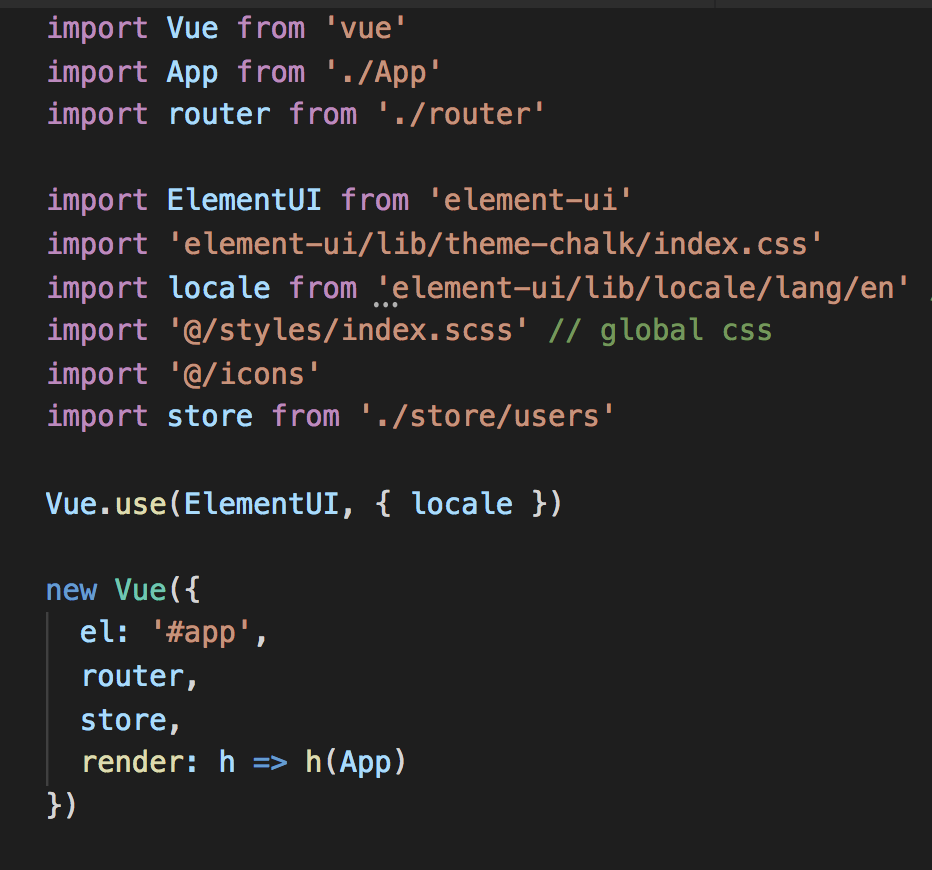 import Vue from 'vue'
import App from './App'
import router from './router'
import ElementUI from 'element-ui'
import 'element-ui/lib/theme-chalk/index.css'
import locale from 'element-ui/lib/locale/lang/en' /
import '@/styles/index.scss' // global css
import '@/icons'
import store from './store/users'
Vue.use(ElementUI, { locale })
new Vue({
  el: '#app',
  router,
  store,
  render: h => h(App)
})